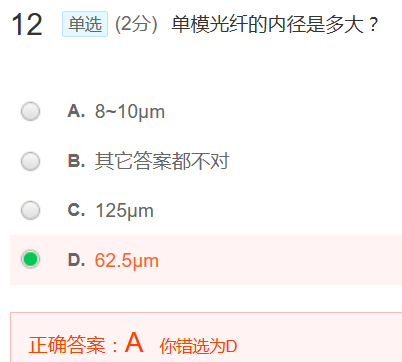 12 单选 (2分) 单模光纤的内径是多大？
A. 8~10μm
B. 其它答案都不对
C. 125μm
D. 62.5μm
正确答案：A 你错选为D